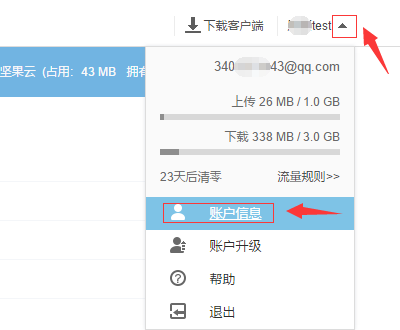 下载客户端
test
坚果云 (占用: 43 MB 拥有
340 43@qq.com
上传 26 MB / 1.0 GB
下载 338 MB / 3.0 GB
23天后清零 流量规则>>
账户信息
账户升级
帮助
退出